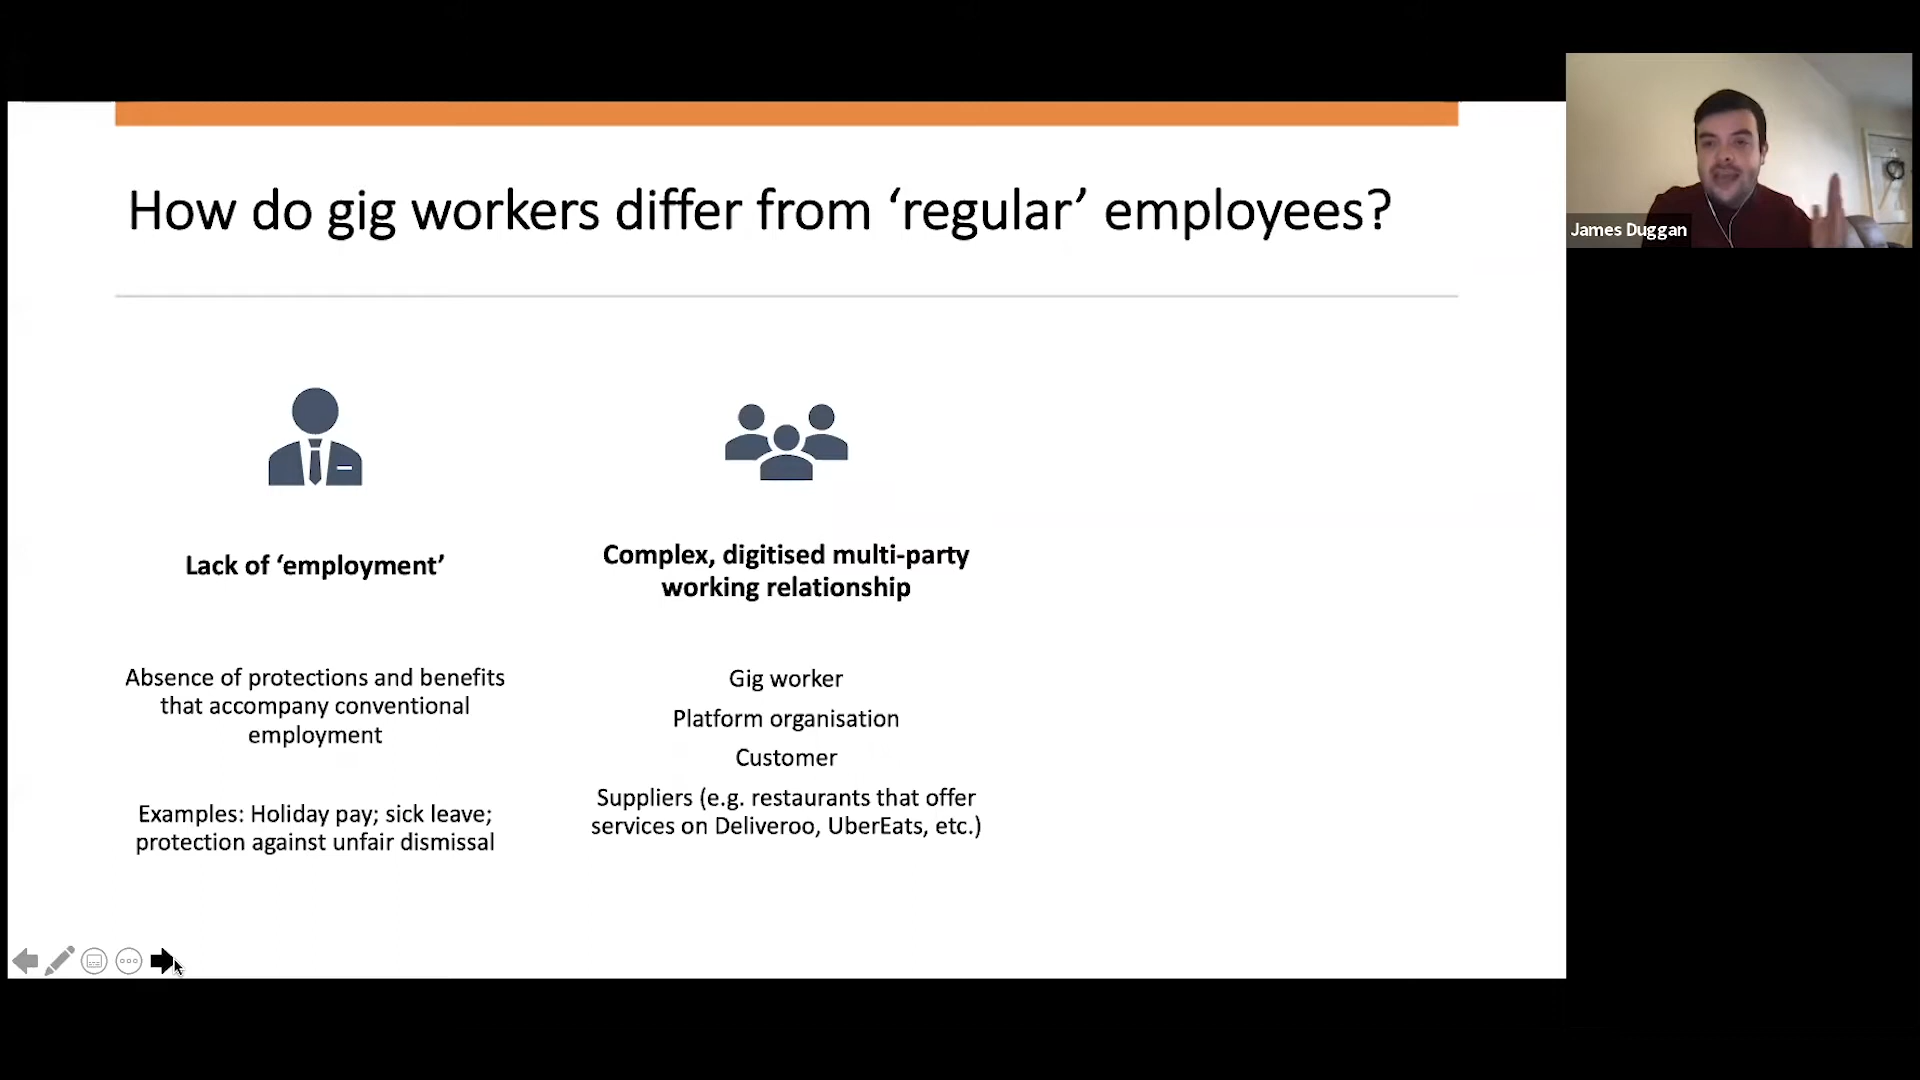 How do gig workers differ from ‘regular’ employees?
James Duggan
Lack of ‘employment’
Absence of protections and benefits
that accompany conventional
employment
Examples: Holiday pay; sick leave;
protection against unfair dismissal
Complex, digitised multi-party
working relationship
Gig worker
Platform organisation
Customer
Suppliers (e.g. restaurants that offer
services on Deliveroo, UberEats, etc.)